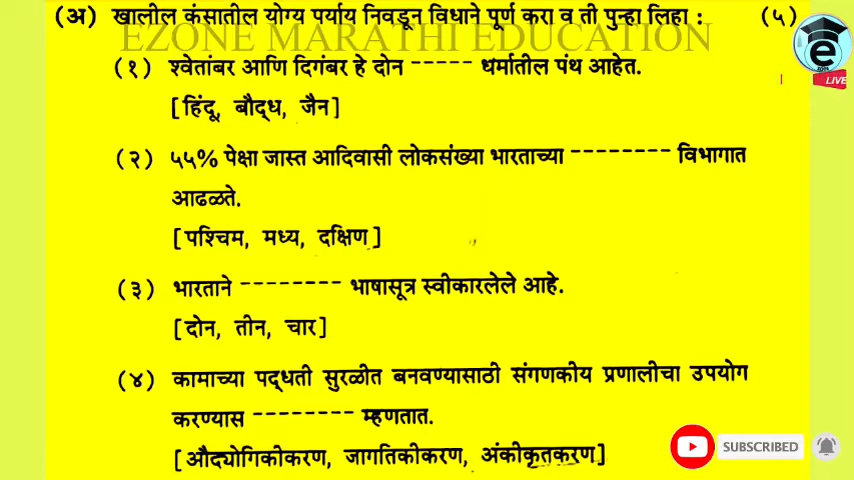 (अ) खालील कंसातील योग्य पर्याय निवडून विधाने पूर्ण करा व ती पुन्हा लिहा : (५)
EZONE MARATHI EDUCATION
(१) श्वेतांबर आणि दिगंबर हे दोन ----- धर्मातील पंथ आहेत.
[हिंदू, बौद्ध, जैन]
(२) ५५% पेक्षा जास्त आदिवासी लोकसंख्या भारताच्या -------- विभागात
आढळते.
[पश्चिम, मध्य, दक्षिण]
(३) भारताने -------- भाषासूत्र स्वीकारलेले आहे.
[दोन, तीन, चार]
(४) कामाच्या पद्धती सुरळीत बनवण्यासाठी संगणकीय प्रणालीचा उपयोग
करण्यास -------- म्हणतात.
[औद्योगिकीकरण, जागतिकीकरण, अंकीकृतकरण]
e
LIVE
SUBSCRIBED